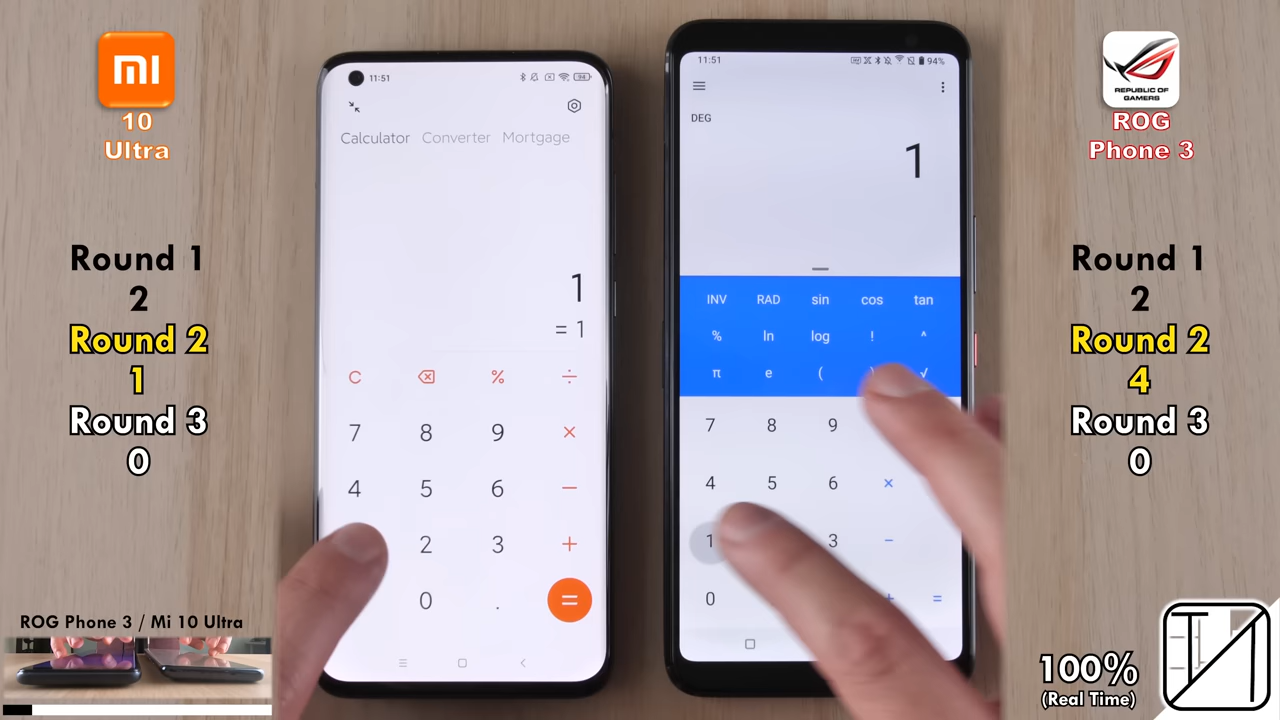 mi
10
Ultra
Round 1
2
Round 2
1
Round 3
0
ROG Phone 3 / Mi 10 Ultra
11:51
94
Calculator Converter Mortgage
1
= 1
C % ÷
7 8 9 ×
4 5 6 −
2 3 +
0 . =
11:51
94%
DEG
1
INV RAD sin cos tan
% ln log ! ^
π e ( ) √
7 8 9
4 5 6 ×
1 3 −
0 + =
REPUBLIC OF
GAMERS
ROG
Phone 3
Round 1
2
Round 2
4
Round 3
0
100%
(Real Time)